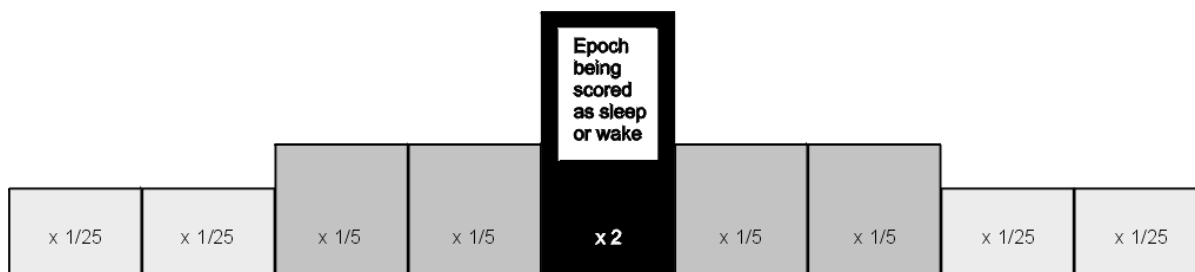 Epoch
being
scored
as sleep
or wake
x 1/25 x 1/25 x 1/5 x 1/5 x 2 x 1/5 x 1/5 x 1/25 x 1/25